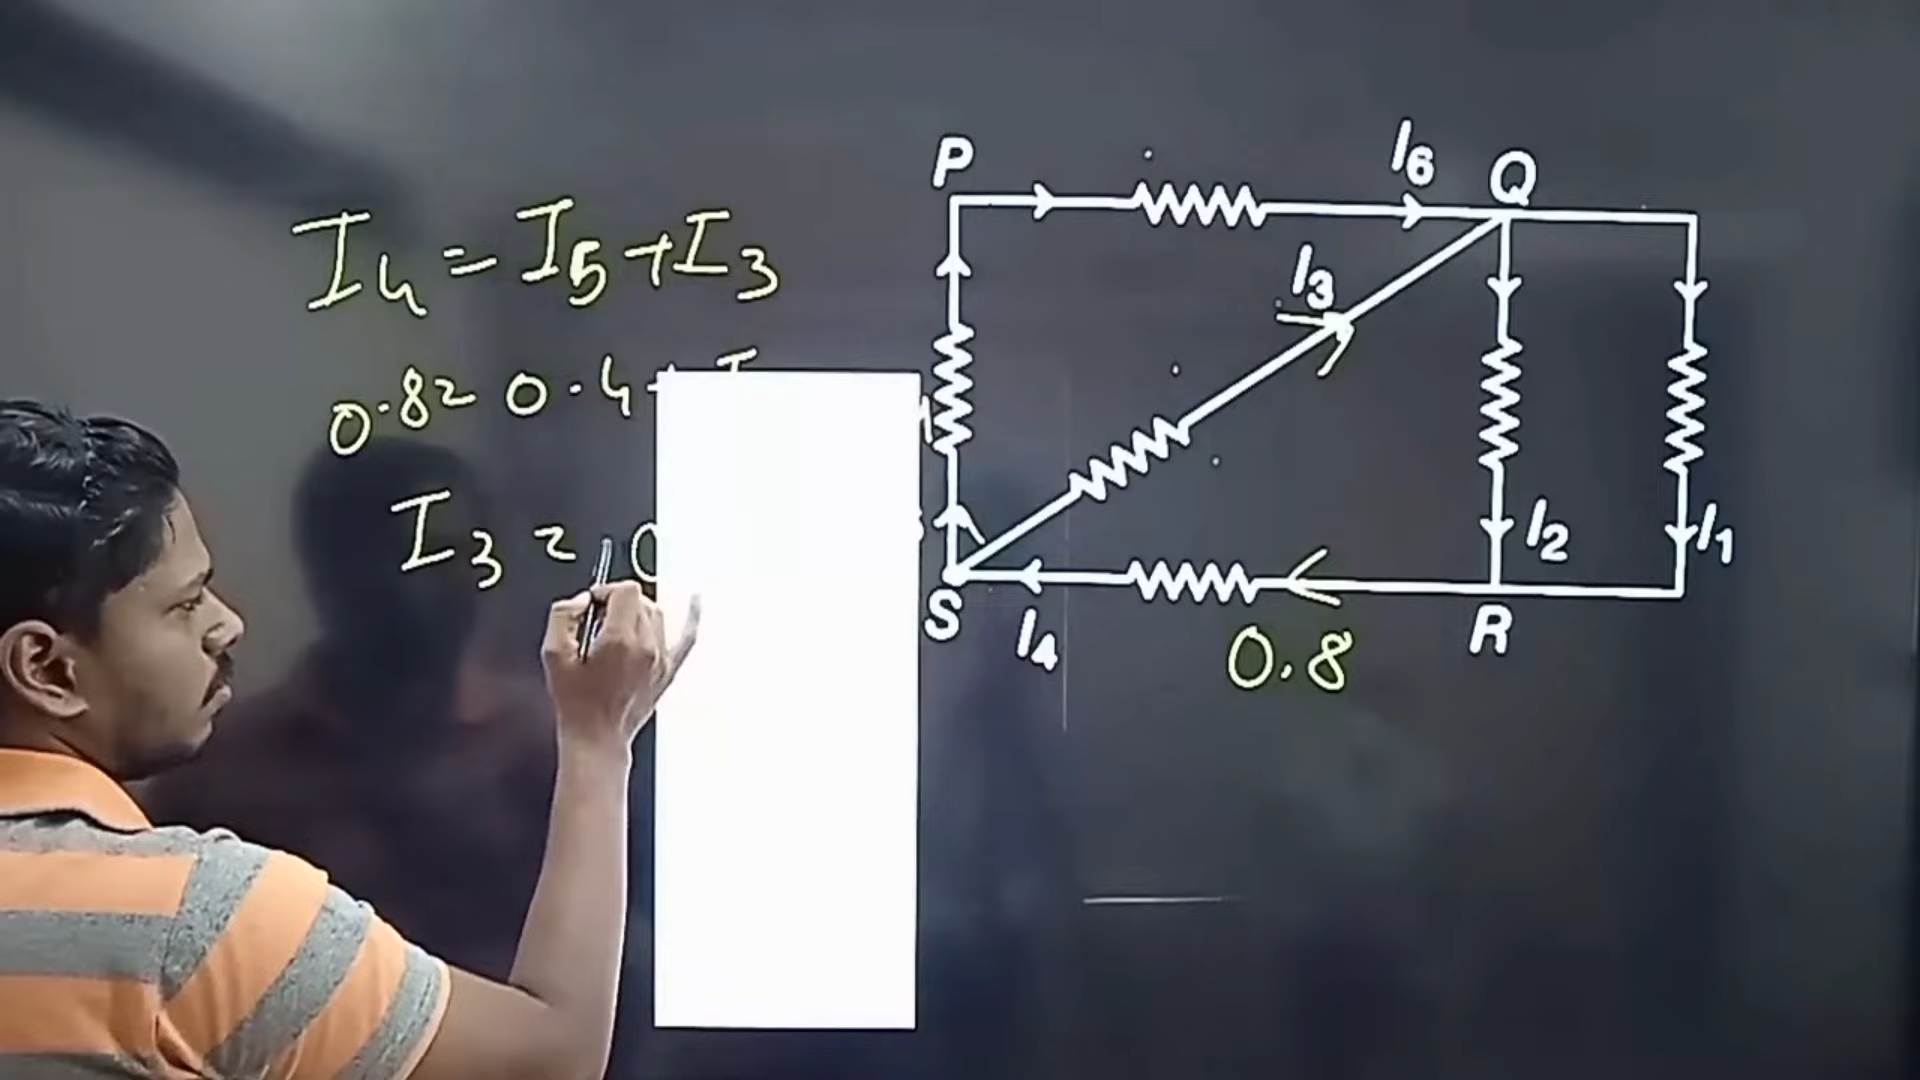 I4 = I5 + I3
0.8 = 0.4 +
I3 =
P
I6
Q
I3
I2
I1
S
I4
0.8
R